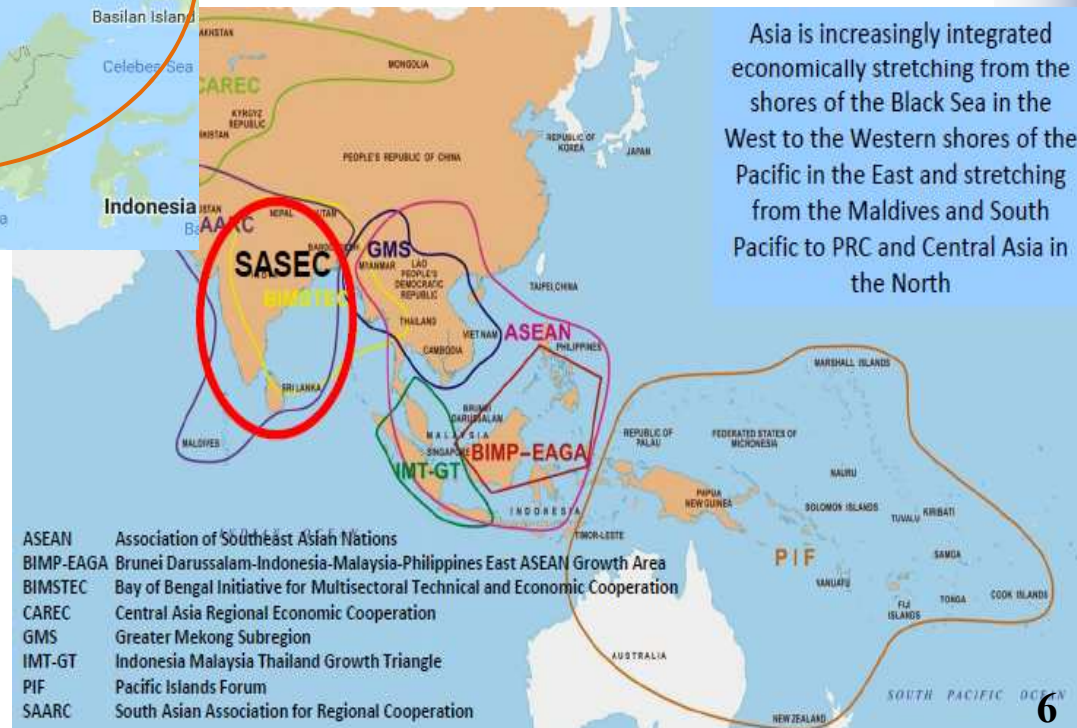 Basilan Island
Celebes Sea
Indonesia
Asia is increasingly integrated
economically stretching from the
shores of the Black Sea in the
West to the Western shores of the
Pacific in the East and stretching
from the Maldives and South
Pacific to PRC and Central Asia in
the North
MONGOLIA
CAREC
KYRGYZ
REPUBLIC
PEOPLE'S REPUBLIC OF CHINA
REPUBLIC OF
KOREA
JAPAN
NEPAL
SAARC
SASEC
BIMSTEC
GMS
MYANMAR
LAO
PEOPLE'S
DEMOCRATIC
REPUBLIC
TAIPEI,CHINA
THAILAND
VIET NAM
ASEAN
CAMBODIA
PHILIPPINES
SRI LANKA
MALDIVES
BRUNEI
DARUSSALAM
MALAYSIA
SINGAPORE
BIMP-EAGA
IMT-GT
INDONESIA
MARSHALL ISLANDS
REPUBLIC OF
PALAU
FEDERATED STATES OF
MICRONESIA
NAURU
PAPUA
NEW GUINEA
SOLOMON ISLANDS
TUVALU
KIRIBATI
TIMOR-LESTE
PIF
SAMOA
VANUATU
FIJI
ISLANDS
TONGA
COOK ISLANDS
AUSTRALIA
SOUTH PACIFIC OCEAN
NEW ZEALAND
ASEAN Association of Southeast Asian Nations
BIMP-EAGA Brunei Darussalam-Indonesia-Malaysia-Philippines East ASEAN Growth Area
BIMSTEC Bay of Bengal Initiative for Multisectoral Technical and Economic Cooperation
CAREC Central Asia Regional Economic Cooperation
GMS Greater Mekong Subregion
IMT-GT Indonesia Malaysia Thailand Growth Triangle
PIF Pacific Islands Forum
SAARC South Asian Association for Regional Cooperation
6